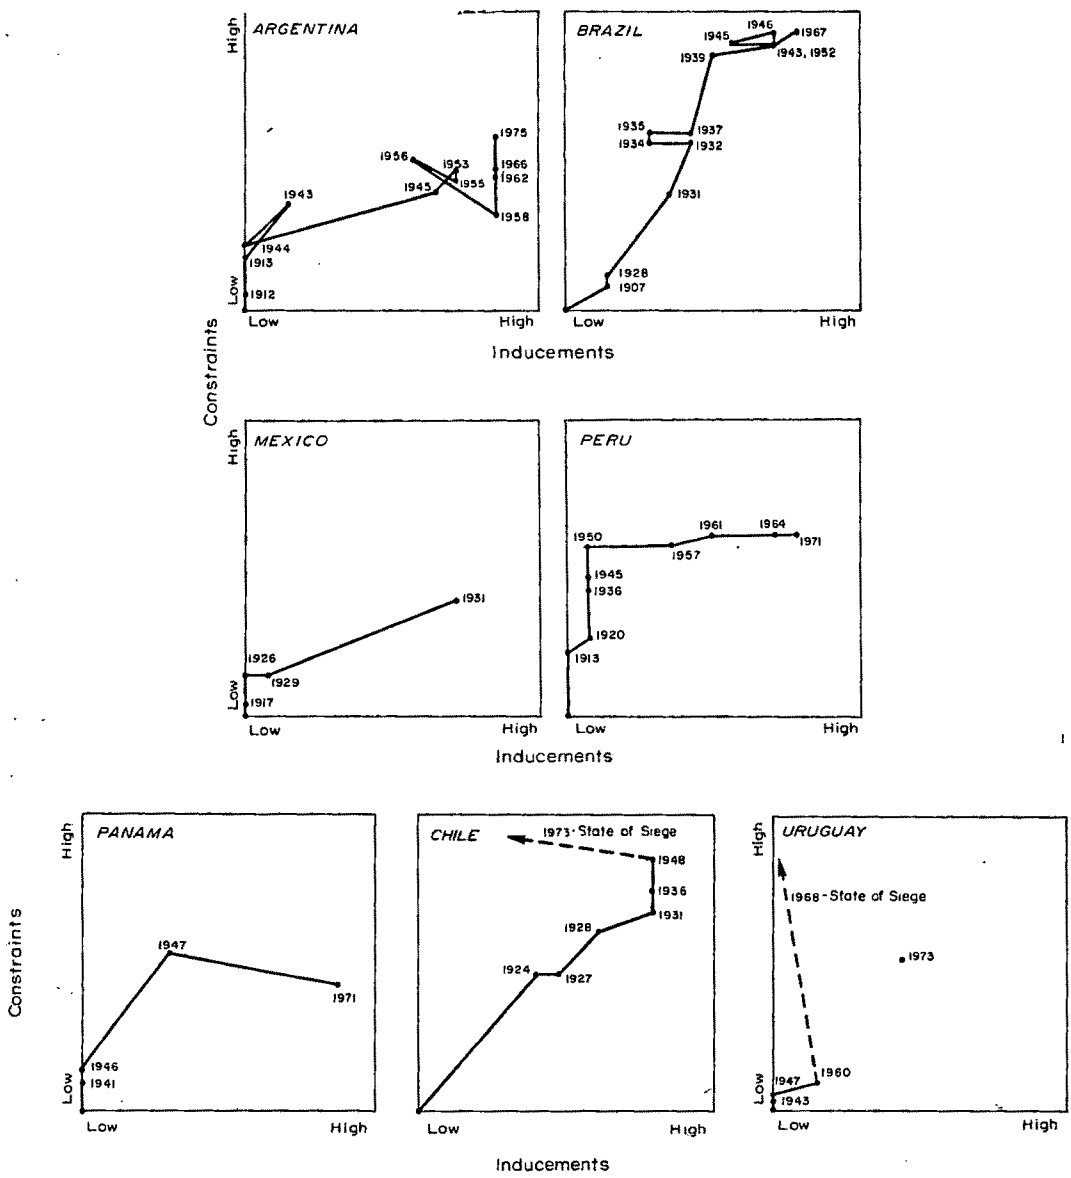 ARGENTINA
High
1975
1956
1953
1966
1962
1955
1945
1943
1958
1944
1913
Low
1912
Low
High
BRAZIL
1946
1967
1945
1943, 1952
1939
1935
1937
1934
1932
1931
1928
1907
Low
High
Inducements
Constraints
MEXICO
High
1931
1926
1929
Low
1917
Low
High
PERU
1961
1964
1950
1971
1957
1945
1936
1920
1913
Low
High
Inducements
PANAMA
High
1947
1971
1946
1941
Low
Low
High
Constraints
CHILE
1973-State of Siege
1948
1936
1931
1928
1924
1927
Low
High
URUGUAY
High
1968-State of Siege
1973
1960
1947
Low
1943
Low
High
Inducements